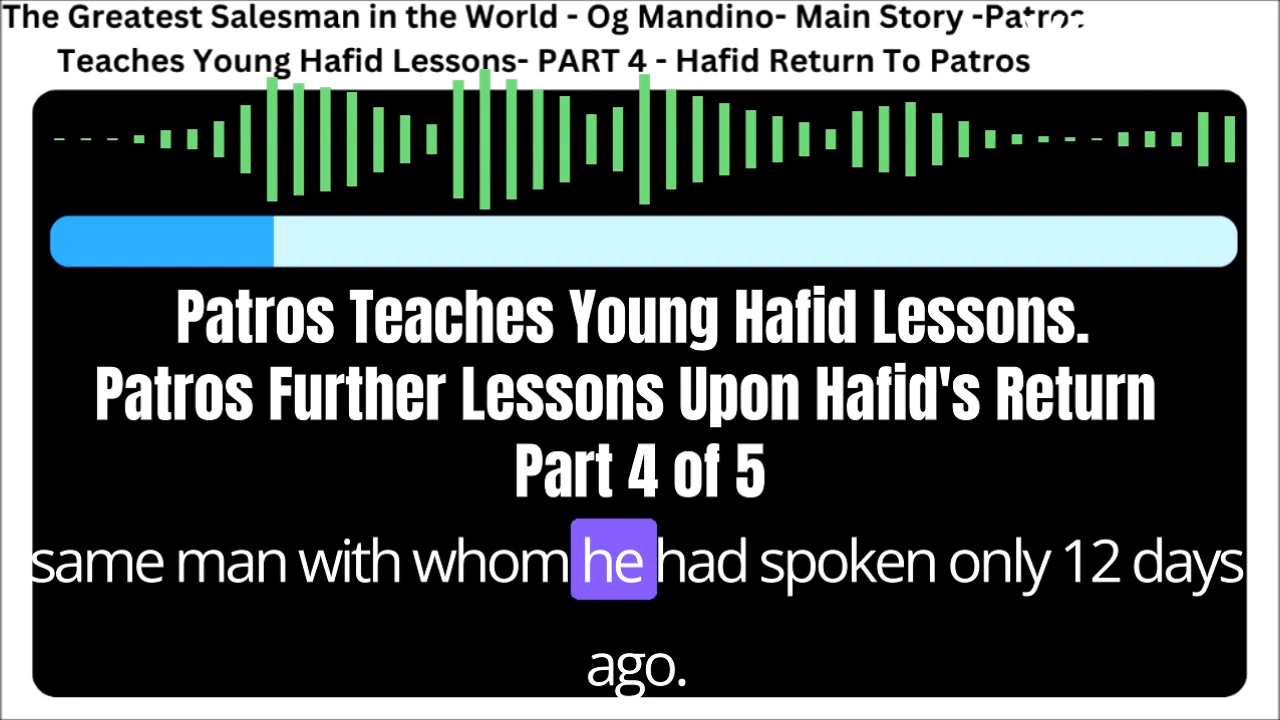 The Greatest Salesman in the World - Og Mandino- Main Story -Patros
Teaches Young Hafid Lessons- PART 4 - Hafid Return To Patros
Patros Teaches Young Hafid Lessons.
Patros Further Lessons Upon Hafid's Return
Part 4 of 5
same man with whom he had spoken only 12 days
ago.